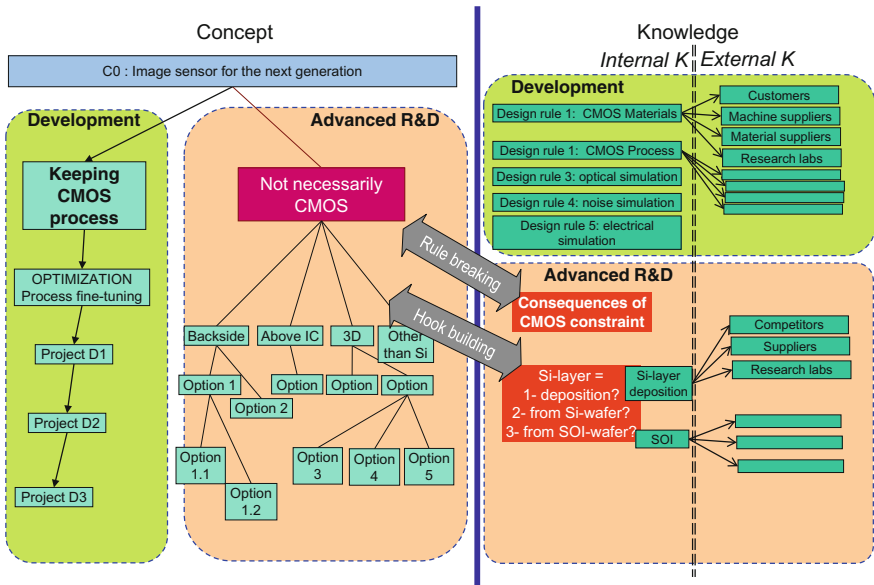 Concept
Knowledge
Internal K
External K
C0 : Image sensor for the next generation
Development
Keeping
CMOS
process
OPTIMIZATION
Process fine-tuning
Project D1
Project D2
Project D3
Advanced R&D
Not necessarily
CMOS
Backside
Above IC
3D
Other
than Si
Option 1
Option 2
Option
Option
Option
Option
1.1
Option
1.2
Option
3
Option
4
Option
5
Rule breaking
Hook building
Development
Design rule 1: CMOS Materials
Design rule 1: CMOS Process
Design rule 3: optical simulation
Design rule 4: noise simulation
Design rule 5: electrical
simulation
Customers
Machine suppliers
Material suppliers
Research labs
Advanced R&D
Consequences of
CMOS constraint
Si-layer =
1- deposition?
2- from Si-wafer?
3- from SOI-wafer?
Si-layer
deposition
SOI
Competitors
Suppliers
Research labs